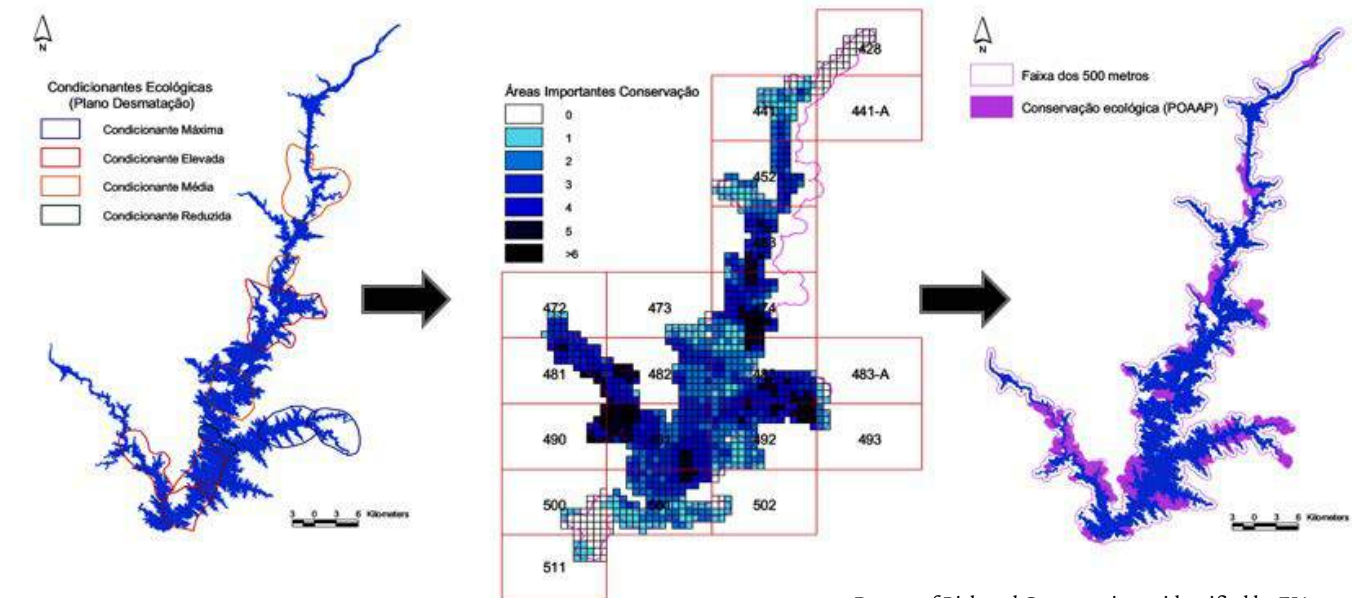 N
Condicionantes Ecológicas
(Plano Desmatação)
Condicionante Máxima
Condicionante Elevada
Condicionante Média
Condicionante Reduzida
3 0 3 6 Kilometers
Áreas Importantes Conservação
0
1
2
3
4
5
>6
428
441
441-A
452
472
473
481
482
483-A
490
492
493
500
502
511
N
Faixa dos 500 metros
Conservação ecológica (POAAP)
3 0 3 6 Kilometers